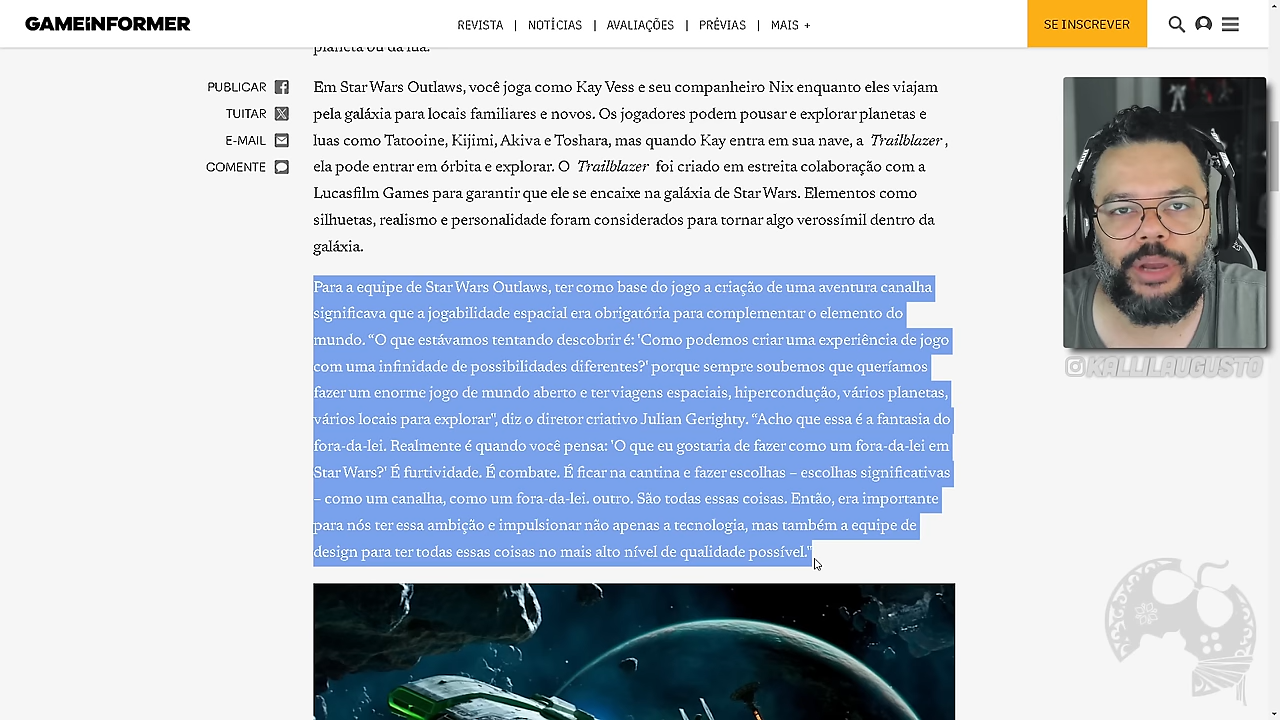 GAMEiNFORMER
REVISTA | NOTÍCIAS | AVALIAÇÕES | PRÉVIAS | MAIS +
SE INSCREVER
planeta ou da lua.
PUBLICAR
TUITAR
E-MAIL
COMENTE
Em Star Wars Outlaws, você joga como Kay Vess e seu companheiro Nix enquanto eles viajam
pela galáxia para locais familiares e novos. Os jogadores podem pousar e explorar planetas e
luas como Tatooine, Kijimi, Akiva e Toshara, mas quando Kay entra em sua nave, a Trailblazer ,
ela pode entrar em órbita e explorar. O Trailblazer foi criado em estreita colaboração com a
Lucasfilm Games para garantir que ele se encaixe na galáxia de Star Wars. Elementos como
silhuetas, realismo e personalidade foram considerados para tornar algo verossímil dentro da
galáxia.
Para a equipe de Star Wars Outlaws, ter como base do jogo a criação de uma aventura canalha
significava que a jogabilidade espacial era obrigatória para complementar o elemento do
mundo. “O que estávamos tentando descobrir é: 'Como podemos criar uma experiência de jogo
com uma infinidade de possibilidades diferentes?' porque sempre soubemos que queríamos
fazer um enorme jogo de mundo aberto e ter viagens espaciais, hipercondução, vários planetas,
vários locais para explorar", diz o diretor criativo Julian Gerighty. “Acho que essa é a fantasia do
fora-da-lei. Realmente é quando você pensa: 'O que eu gostaria de fazer como um fora-da-lei em
Star Wars?' É furtividade. É combate. É ficar na cantina e fazer escolhas – escolhas significativas
– como um canalha, como um fora-da-lei. outro. São todas essas coisas. Então, era importante
para nós ter essa ambição e impulsionar não apenas a tecnologia, mas também a equipe de
design para ter todas essas coisas no mais alto nível de qualidade possível."
@KALLILAUGUSTO